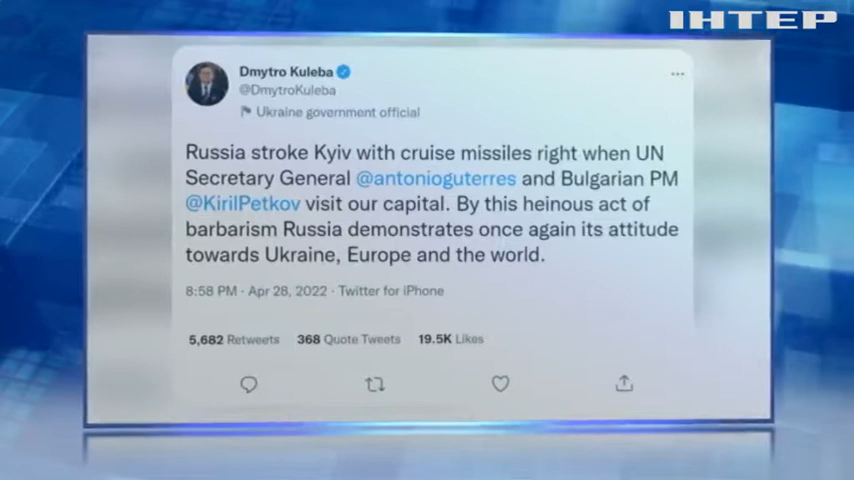 ІНТЕР
Dmytro Kuleba
@DmytroKuleba
Ukraine government official
Russia stroke Kyiv with cruise missiles right when UN
Secretary General @antonioguterres and Bulgarian PM
@KirilPetkov visit our capital. By this heinous act of
barbarism Russia demonstrates once again its attitude
towards Ukraine, Europe and the world.
8:58 PM · Apr 28, 2022 · Twitter for iPhone
5,682 Retweets 368 Quote Tweets 19.5K Likes